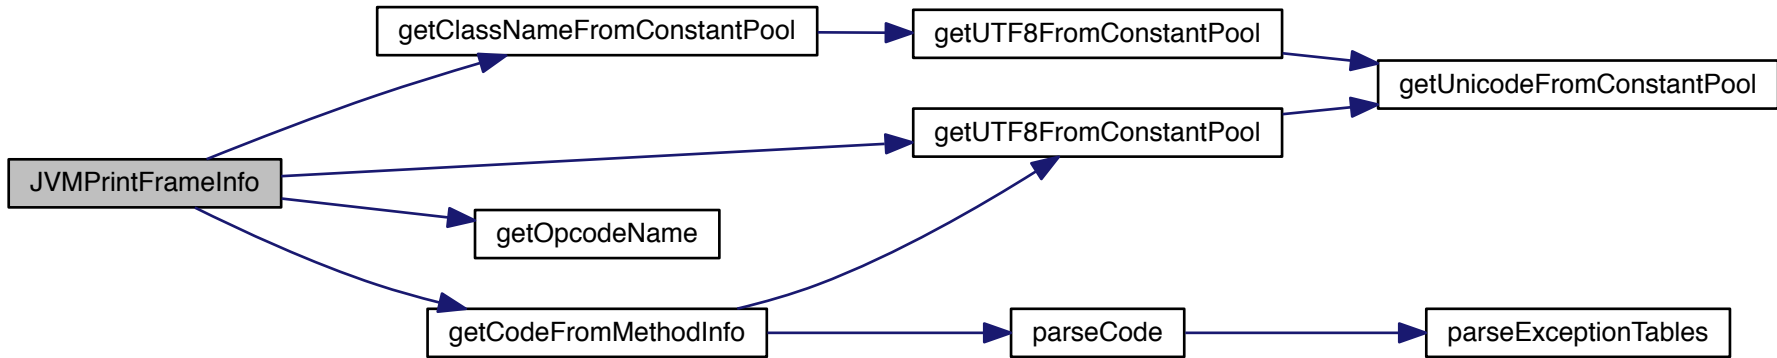 getClassNameFromConstantPool
getUTF8FromConstantPool
getUnicodeFromConstantPool
getUTF8FromConstantPool
JVMPrintFrameInfo
getOpcodeName
getCodeFromMethodInfo
parseCode
parseExceptionTables